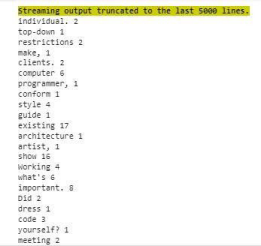 Streaming output truncated to the last 5000 lines.
individual. 2
top-down 1
restrictions 2
make, 1
clients. 2
computer 6
programmer, 1
conform 1
style 4
guide 1
existing 17
architecture 1
artist, 1
show 16
working 4
what's 6
important. 8
Did 2
dress 1
code 3
yourself? 1
meeting 2